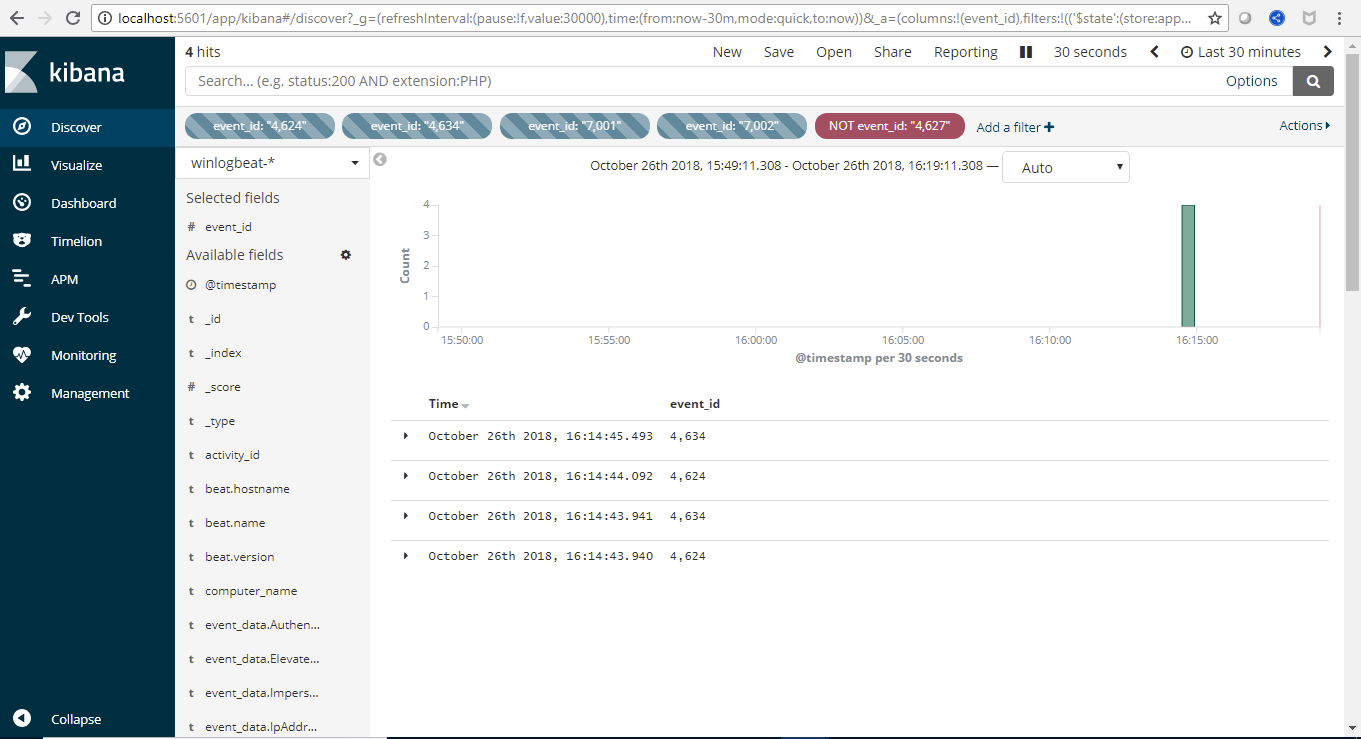 localhost:5601/app/kibana#/discover?_g=(refreshInterval:(pause:!f,value:30000),time:(from:now-30m,mode:quick,to:now))&_a=(columns:!(event_id),filters:!(('$state':(store:app...
kibana
Discover
Visualize
Dashboard
Timelion
APM
Dev Tools
Monitoring
Management
Collapse
4 hits
New Save Open Share Reporting 30 seconds Last 30 minutes
Search... (e.g. status:200 AND extension:PHP) Options
event_id: "4,624" event_id: "4,634" event_id: "7,001" event_id: "7,002" NOT event_id: "4,627" Add a filter + Actions
winlogbeat-*
Selected fields
# event_id
Available fields
@timestamp
t _id
t _index
# _score
t _type
t activity_id
t beat.hostname
t beat.name
t beat.version
t computer_name
t event_data.Authen...
t event_data.Elevate...
t event_data.Impers...
t event_data.IpAddr...
October 26th 2018, 15:49:11.308 - October 26th 2018, 16:19:11.308 — Auto
Count
4
3
2
1
0
15:50:00 15:55:00 16:00:00 16:05:00 16:10:00 16:15:00
@timestamp per 30 seconds
Time event_id
October 26th 2018, 16:14:45.493 4,634
October 26th 2018, 16:14:44.092 4,624
October 26th 2018, 16:14:43.941 4,634
October 26th 2018, 16:14:43.940 4,624